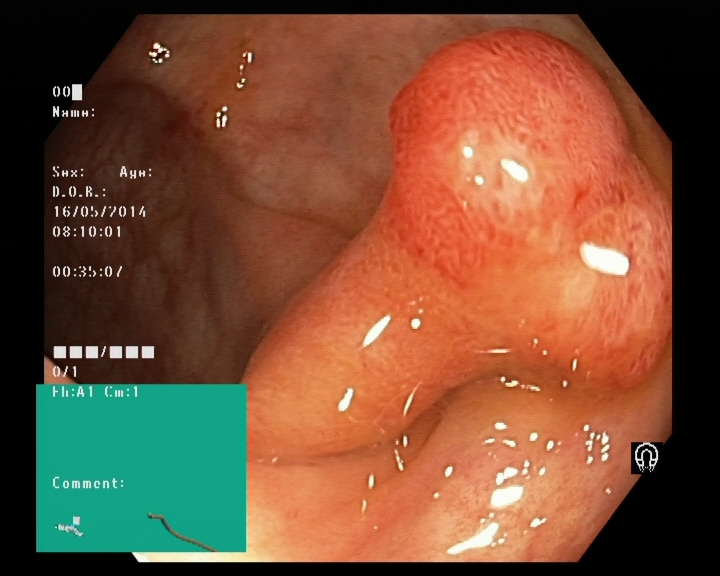 00
Name:
Sex: Age:
D.O.B.:
16/05/2014
08:10:01
00:35:07
/
0/1
Eh:A1 Cm:1
Comment: